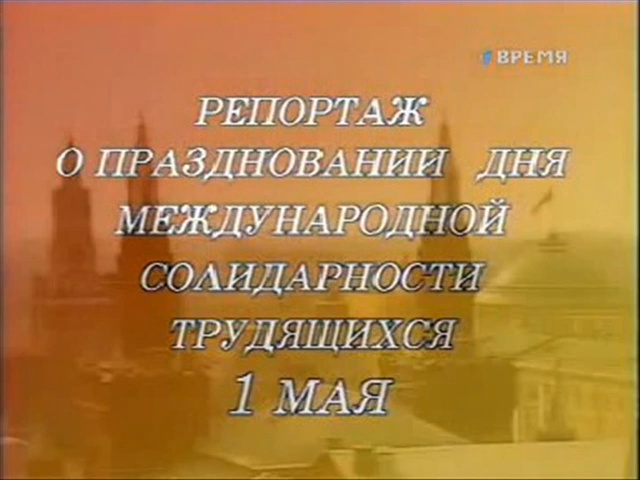 ВРЕМЯ
РЕПОРТАЖ
О ПРАЗДНОВАНИИ ДНЯ
МЕЖДУНАРОДНОЙ
СОЛИДАРНОСТИ
ТРУДЯЩИХСЯ
1 МАЯ